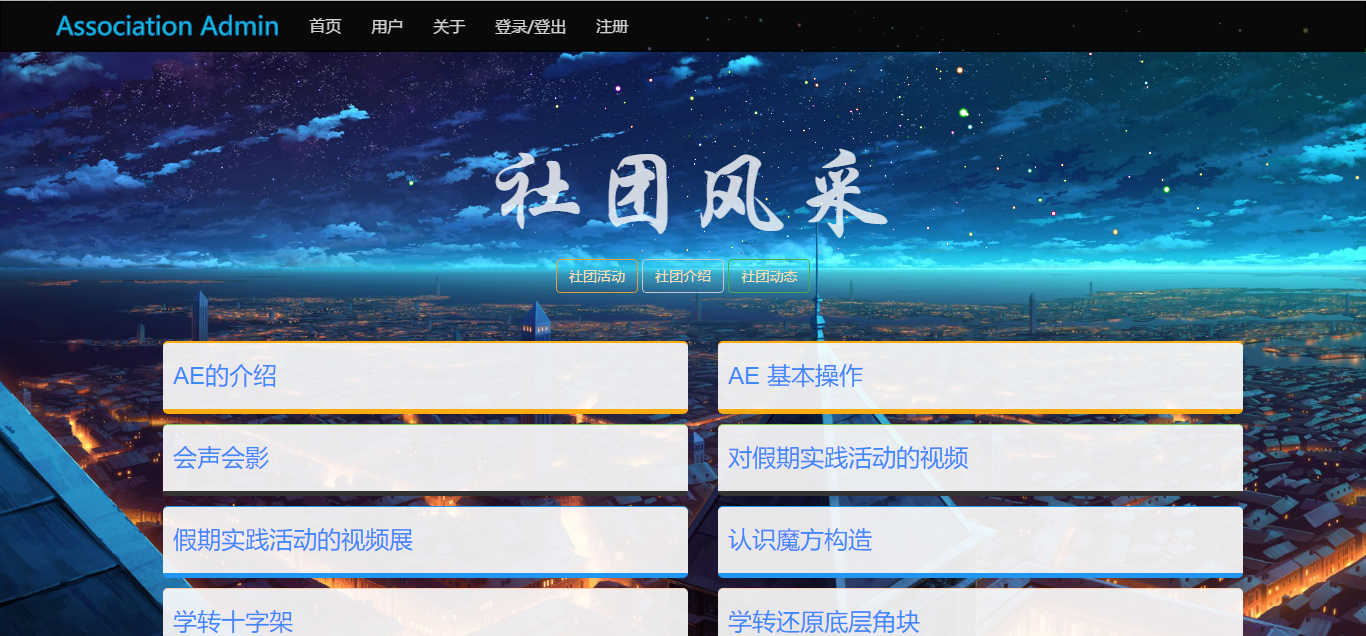 Association Admin 首页 用户 关于 登录/登出 注册
社团风采
社团活动 社团介绍 社团动态
AE的介绍 AE 基本操作
会声会影 对假期实践活动的视频
假期实践活动的视频展 认识魔方构造
学转十字架 学转还原底层角块